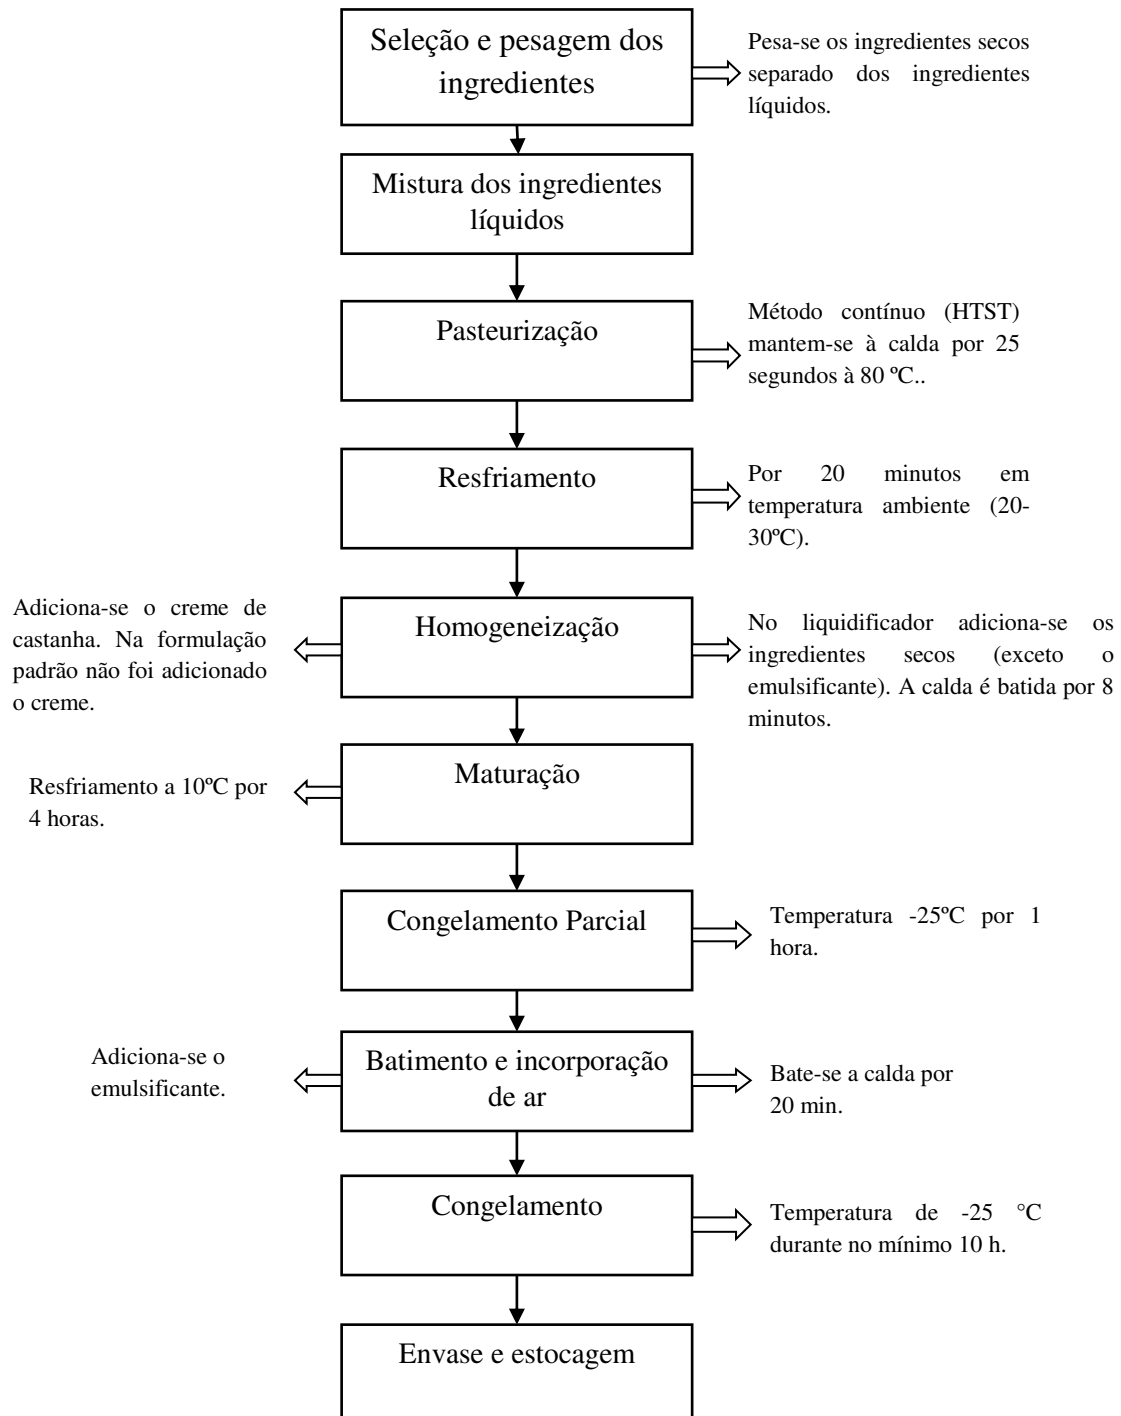 Seleção e pesagem dos
ingredientes
Pesa-se os ingredientes secos
separado dos ingredientes
líquidos.
Mistura dos ingredientes
líquidos
Pasteurização
Método contínuo (HTST)
mantem-se à calda por 25
segundos à 80 ºC..
Resfriamento
Por 20 minutos em
temperatura ambiente (20-
30ºC).
Adiciona-se o creme de
castanha. Na formulação
padrão não foi adicionado
o creme.
Homogeneização
No liquidificador adiciona-se os
ingredientes secos (exceto o
emulsificante). A calda é batida por 8
minutos.
Resfriamento a 10ºC por
4 horas.
Maturação
Congelamento Parcial
Temperatura -25ºC por 1
hora.
Adiciona-se o
emulsificante.
Batimento e incorporação
de ar
Bate-se a calda por
20 min.
Congelamento
Temperatura de -25 °C
durante no mínimo 10 h.
Envase e estocagem